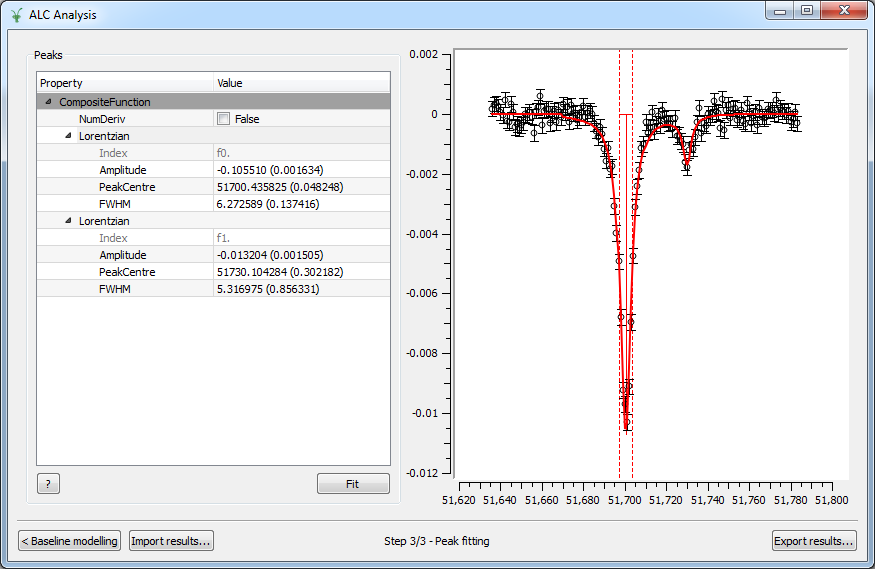 ALC Analysis
Peaks
Property Value
CompositeFunction
NumDeriv False
Lorentzian
Index f0.
Amplitude -0.105510 (0.001634)
PeakCentre 51700.435825 (0.048248)
FWHM 6.272589 (0.137416)
Lorentzian
Index f1.
Amplitude -0.013204 (0.001505)
PeakCentre 51730.104284 (0.302182)
FWHM 5.316975 (0.856331)
? Fit
0.002
0
-0.002
-0.004
-0.006
-0.008
-0.01
-0.012
51,620 51,640 51,660 51,680 51,700 51,720 51,740 51,760 51,780 51,800
< Baseline modelling Import results... Step 3/3 - Peak fitting Export results...